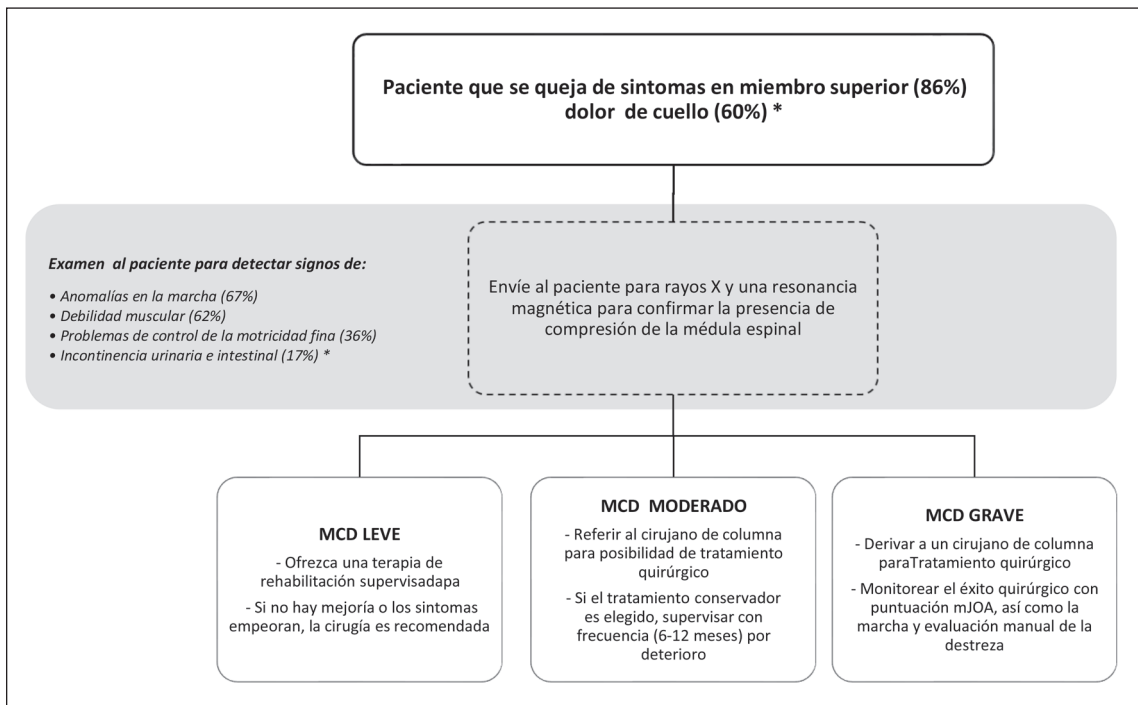 Paciente que se queja de sintomas en miembro superior (86%)
dolor de cuello (60%) *
Examen al paciente para detectar signos de:
• Anomalías en la marcha (67%)
• Debilidad muscular (62%)
• Problemas de control de la motricidad fina (36%)
• Incontinencia urinaria e intestinal (17%) *
Envíe al paciente para rayos X y una resonancia
magnética para confirmar la presencia de
compresión de la médula espinal
MCD LEVE
- Ofrezca una terapia de
rehabilitación supervisadapa
- Si no hay mejoría o los sintomas
empeoran, la cirugía es recomendada
MCD MODERADO
- Referir al cirujano de columna
para posibilidad de tratamiento
quirúrgico
- Si el tratamiento conservador
es elegido, supervisar con
frecuencia (6-12 meses) por
deterioro
MCD GRAVE
- Derivar a un cirujano de columna
paraTratamiento quirúrgico
- Monitorear el éxito quirúrgico con
puntuación mJOA, así como la
marcha y evaluación manual de la
destreza